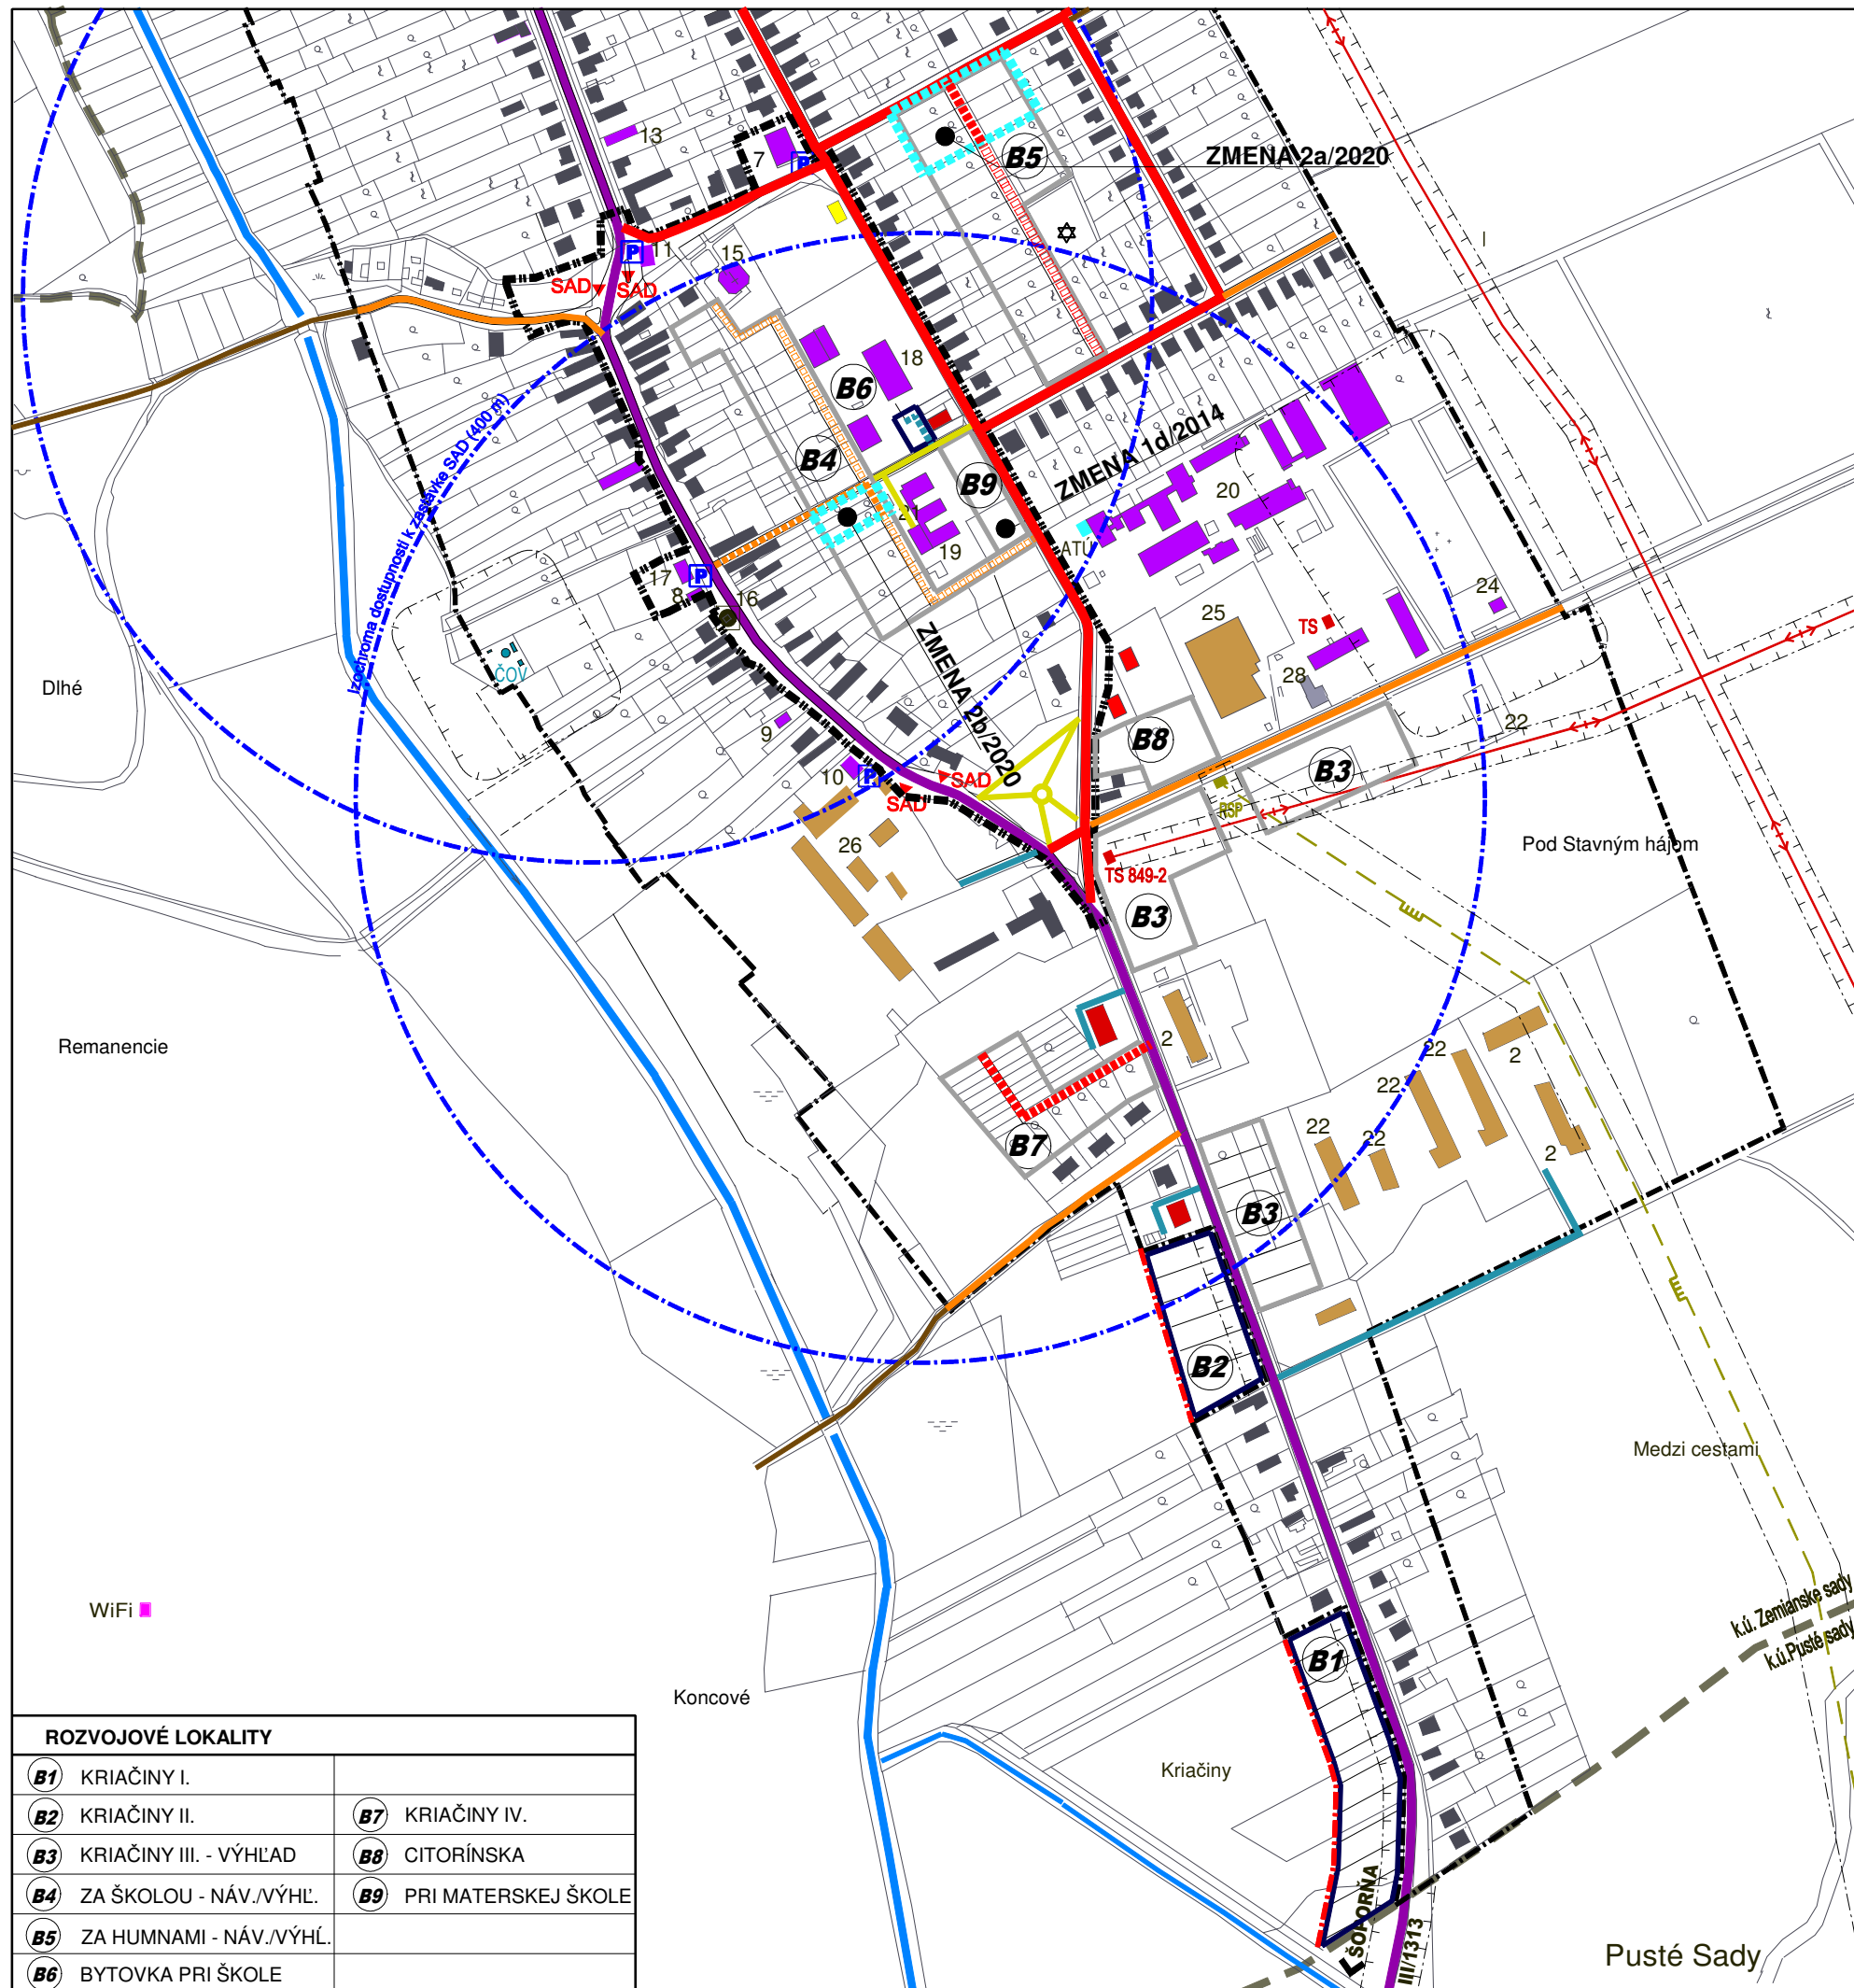 13
7
P
B5
ZMENA 2a/2020
P
11
15
SAD
SAD
18
B6
Izochroma dostupnosti k zastávke SAD (400 m)
B4
B9
ZMENA 1d/2014
20
21
19
ATÚ
17
P
8
16
24
25
TS
28
ČOV
Dlhé
ZMENA 2b/2020
9
22
B8
B3
10
P
SAD
SAD
RSP
26
Pod Stavným hájom
TS 849-2
B3
Remanencie
2
22
2
22
B7
22
22
2
B3
B2
Medzi cestami
WiFi
k.ú. Zemianske sady
k.ú.Pusté sady
B1
Koncové
Kriačiny
ŠOPORŇA
III/1313
Pusté Sady
ROZVOJOVÉ LOKALITY
B1 KRIAČINY I.
B2 KRIAČINY II.
B7 KRIAČINY IV.
B3 KRIAČINY III. - VÝHĽAD
B8 CITORÍNSKA
B4 ZA ŠKOLOU - NÁV./VÝHĽ.
B9 PRI MATERSKEJ ŠKOLE
B5 ZA HUMNAMI - NÁV./VÝHĹ.
B6 BYTOVKA PRI ŠKOLE